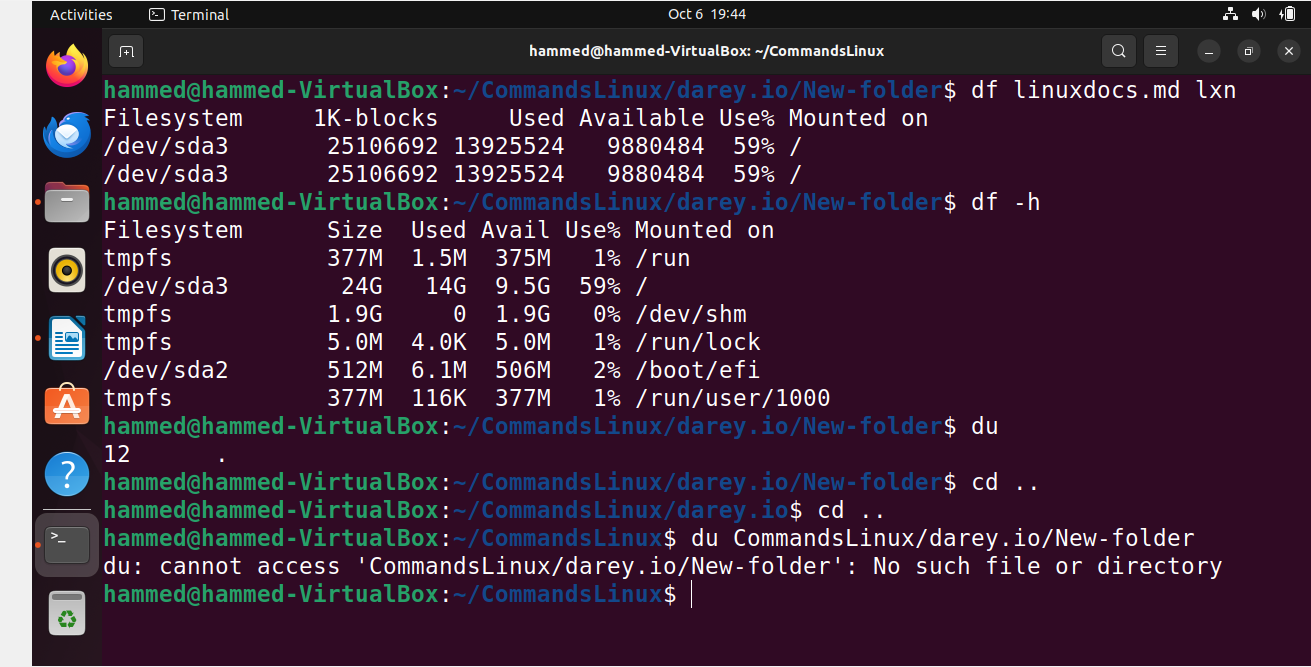 Activities Terminal Oct 6 19:44
hammed@hammed-VirtualBox: ~/CommandsLinux
hammed@hammed-VirtualBox:~/CommandsLinux/darey.io/New-folder$ df linuxdocs.md lxn
Filesystem     1K-blocks     Used Available Use% Mounted on
/dev/sda3       25106692 13925524   9880484  59% /
/dev/sda3       25106692 13925524   9880484  59% /
hammed@hammed-VirtualBox:~/CommandsLinux/darey.io/New-folder$ df -h
Filesystem      Size  Used Avail Use% Mounted on
tmpfs           377M  1.5M  375M   1% /run
/dev/sda3        24G   14G  9.5G  59% /
tmpfs           1.9G     0  1.9G   0% /dev/shm
tmpfs           5.0M  4.0K  5.0M   1% /run/lock
/dev/sda2       512M  6.1M  506M   2% /boot/efi
tmpfs           377M  116K  377M   1% /run/user/1000
hammed@hammed-VirtualBox:~/CommandsLinux/darey.io/New-folder$ du
12      .
hammed@hammed-VirtualBox:~/CommandsLinux/darey.io/New-folder$ cd ..
hammed@hammed-VirtualBox:~/CommandsLinux/darey.io$ cd ..
hammed@hammed-VirtualBox:~/CommandsLinux$ du CommandsLinux/darey.io/New-folder
du: cannot access 'CommandsLinux/darey.io/New-folder': No such file or directory
hammed@hammed-VirtualBox:~/CommandsLinux$